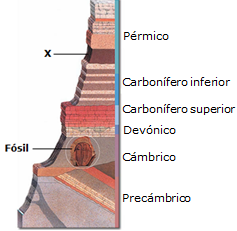 Pérmico
X
Carbonífero inferior
Carbonífero superior
Devónico
Fósil
Cámbrico
Precámbrico